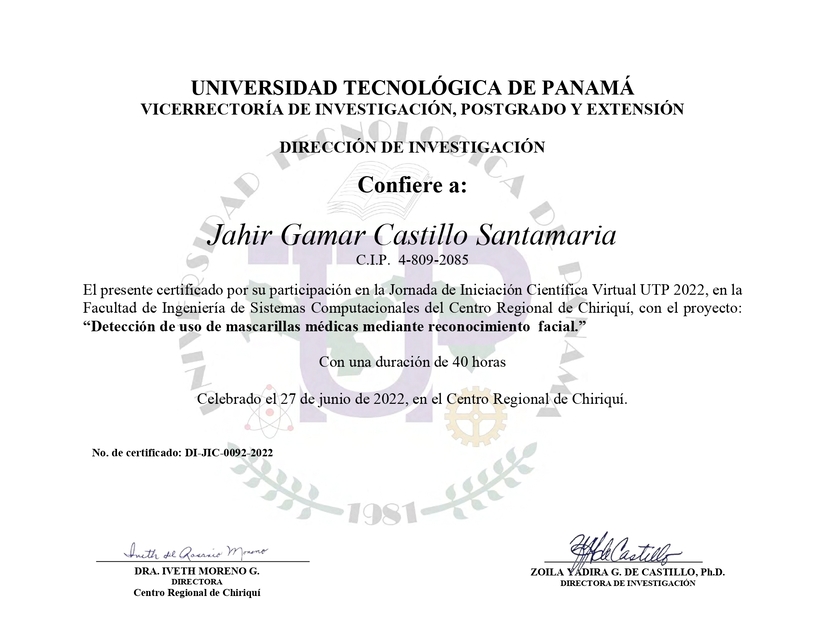 UNIVERSIDAD TECNOLÓGICA DE PANAMÁ
VICERRECTORÍA DE INVESTIGACIÓN, POSTGRADO Y EXTENSIÓN
DIRECCIÓN DE INVESTIGACIÓN
Confiere a:
Jahir Gamar Castillo Santamaria
C.I.P. 4-809-2085
El presente certificado por su participación en la Jornada de Iniciación Científica Virtual UTP 2022, en la
Facultad de Ingeniería de Sistemas Computacionales del Centro Regional de Chiriquí, con el proyecto:
“Detección de uso de mascarillas médicas mediante reconocimiento facial.”
Con una duración de 40 horas
Celebrado el 27 de junio de 2022, en el Centro Regional de Chiriquí.
No. de certificado: DI-JIC-0092-2022
UNIVERSIDAD TECNOLOGICA DE PANAMA
UTP
1981
Iveth del Rosario Moreno
DRA. IVETH MORENO G.
DIRECTORA
Centro Regional de Chiriquí
de Castillo
ZOILA YADIRA G. DE CASTILLO, Ph.D.
DIRECTORA DE INVESTIGACIÓN